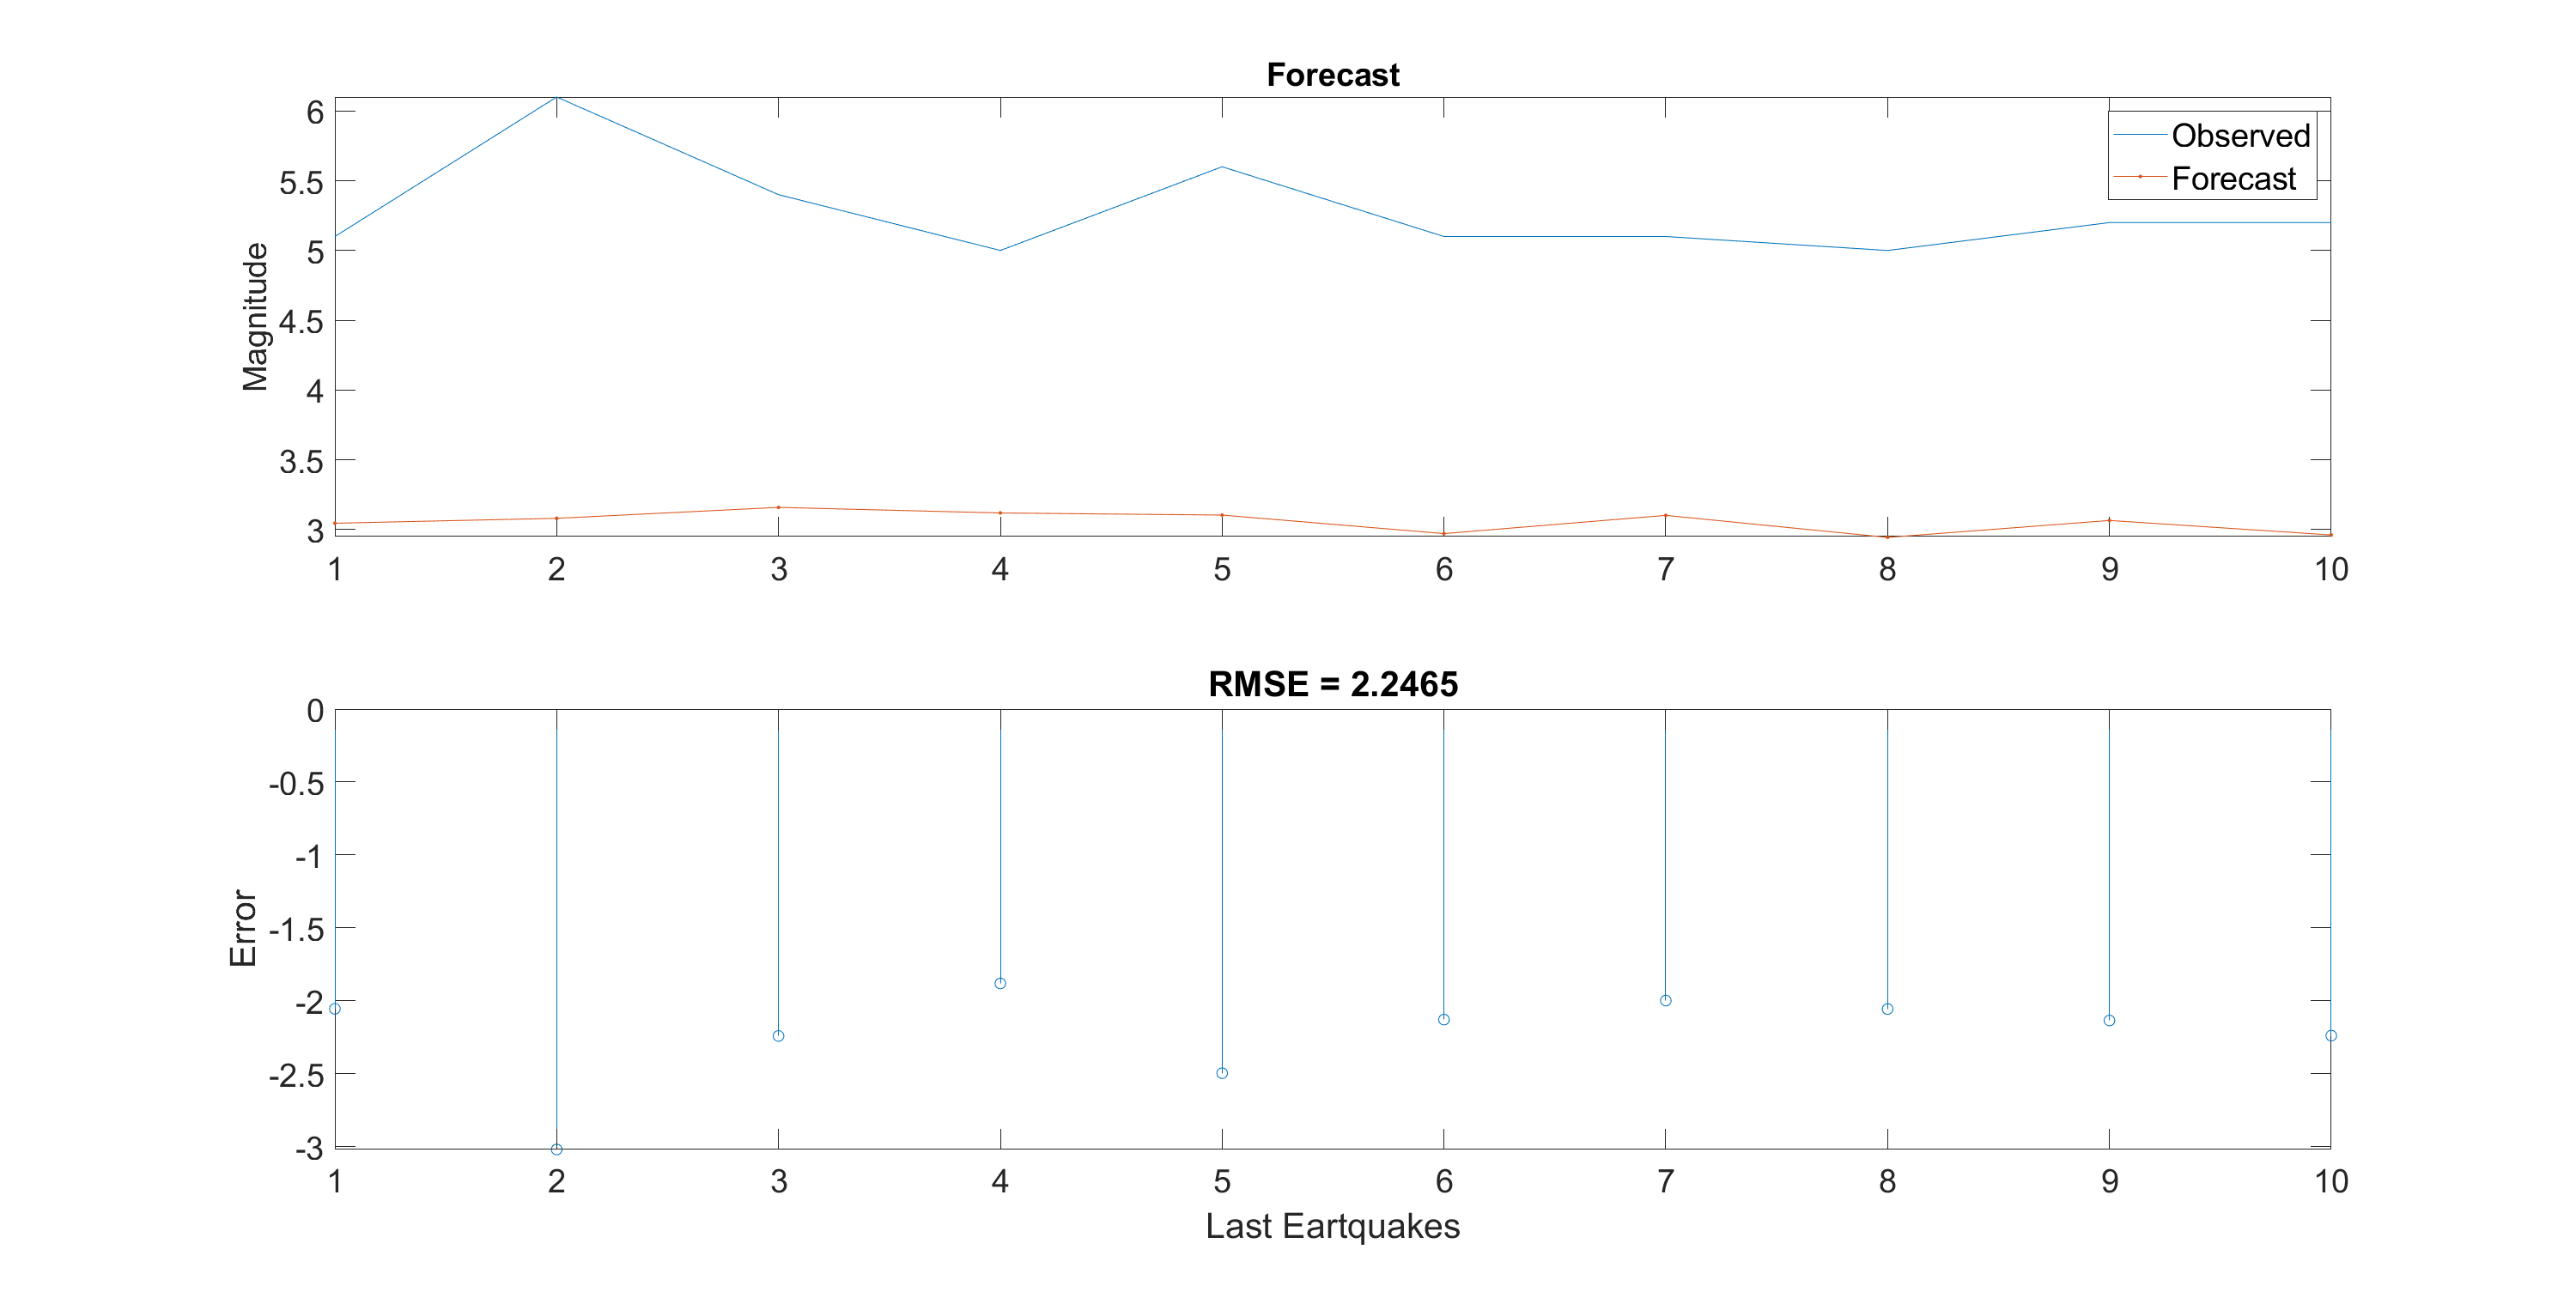 Forecast
6
5.5
5
4.5
4
3.5
3
Magnitude
Observed
Forecast
1 2 3 4 5 6 7 8 9 10
RMSE = 2.2465
0
-0.5
-1
-1.5
-2
-2.5
-3
Error
1 2 3 4 5 6 7 8 9 10
Last Eartquakes